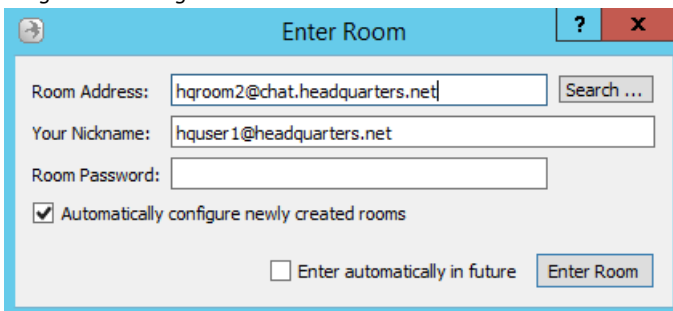 Enter Room
? x
Room Address: hqroom2@chat.headquarters.net Search ...
Your Nickname: hquser1@headquarters.net
Room Password:
Automatically configure newly created rooms
Enter automatically in future Enter Room